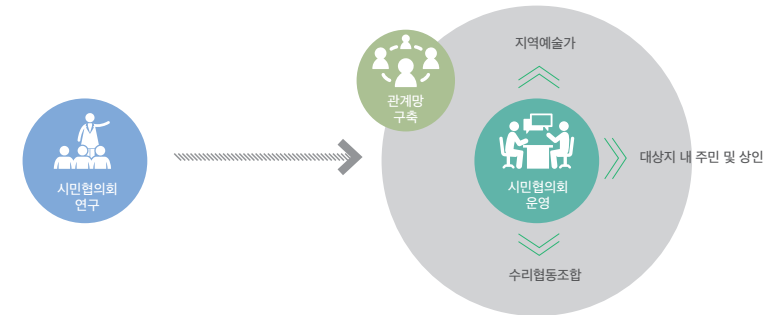 지역예술가
관계망
구축
시민협의회
연구
시민협의회
운영
대상지 내 주민 및 상인
수리협동조합